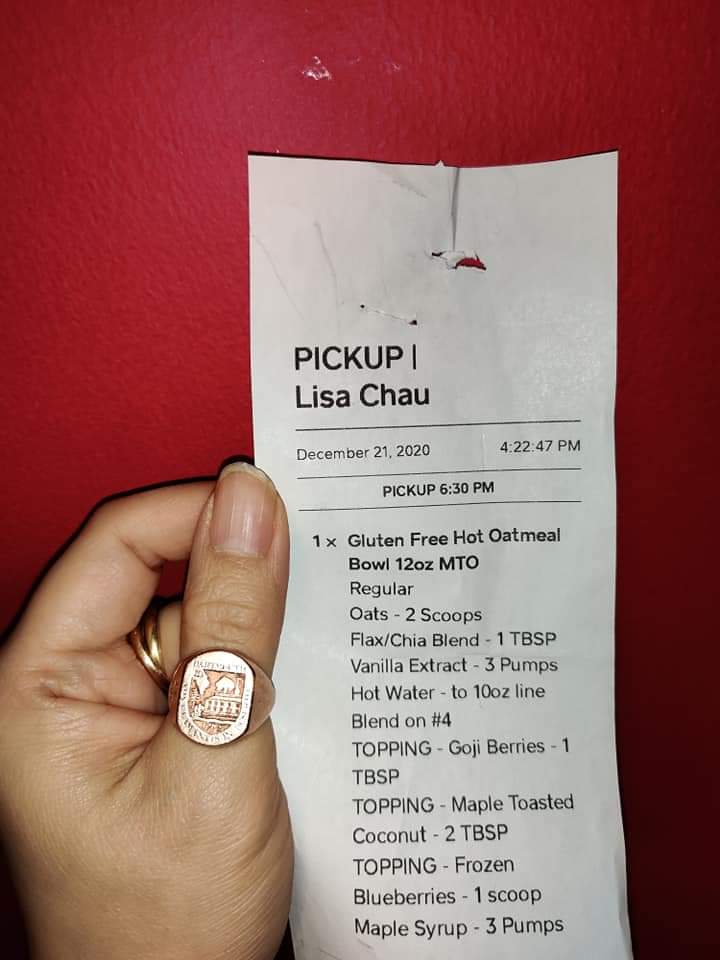 PICKUP |
Lisa Chau
December 21, 2020 4:22:47 PM
PICKUP 6:30 PM
1 x Gluten Free Hot Oatmeal
Bowl 12oz MTO
Regular
Oats - 2 Scoops
Flax/Chia Blend - 1 TBSP
Vanilla Extract - 3 Pumps
Hot Water - to 10oz line
Blend on #4
TOPPING - Goji Berries - 1
TBSP
TOPPING - Maple Toasted
Coconut - 2 TBSP
TOPPING - Frozen
Blueberries - 1 scoop
Maple Syrup - 3 Pumps